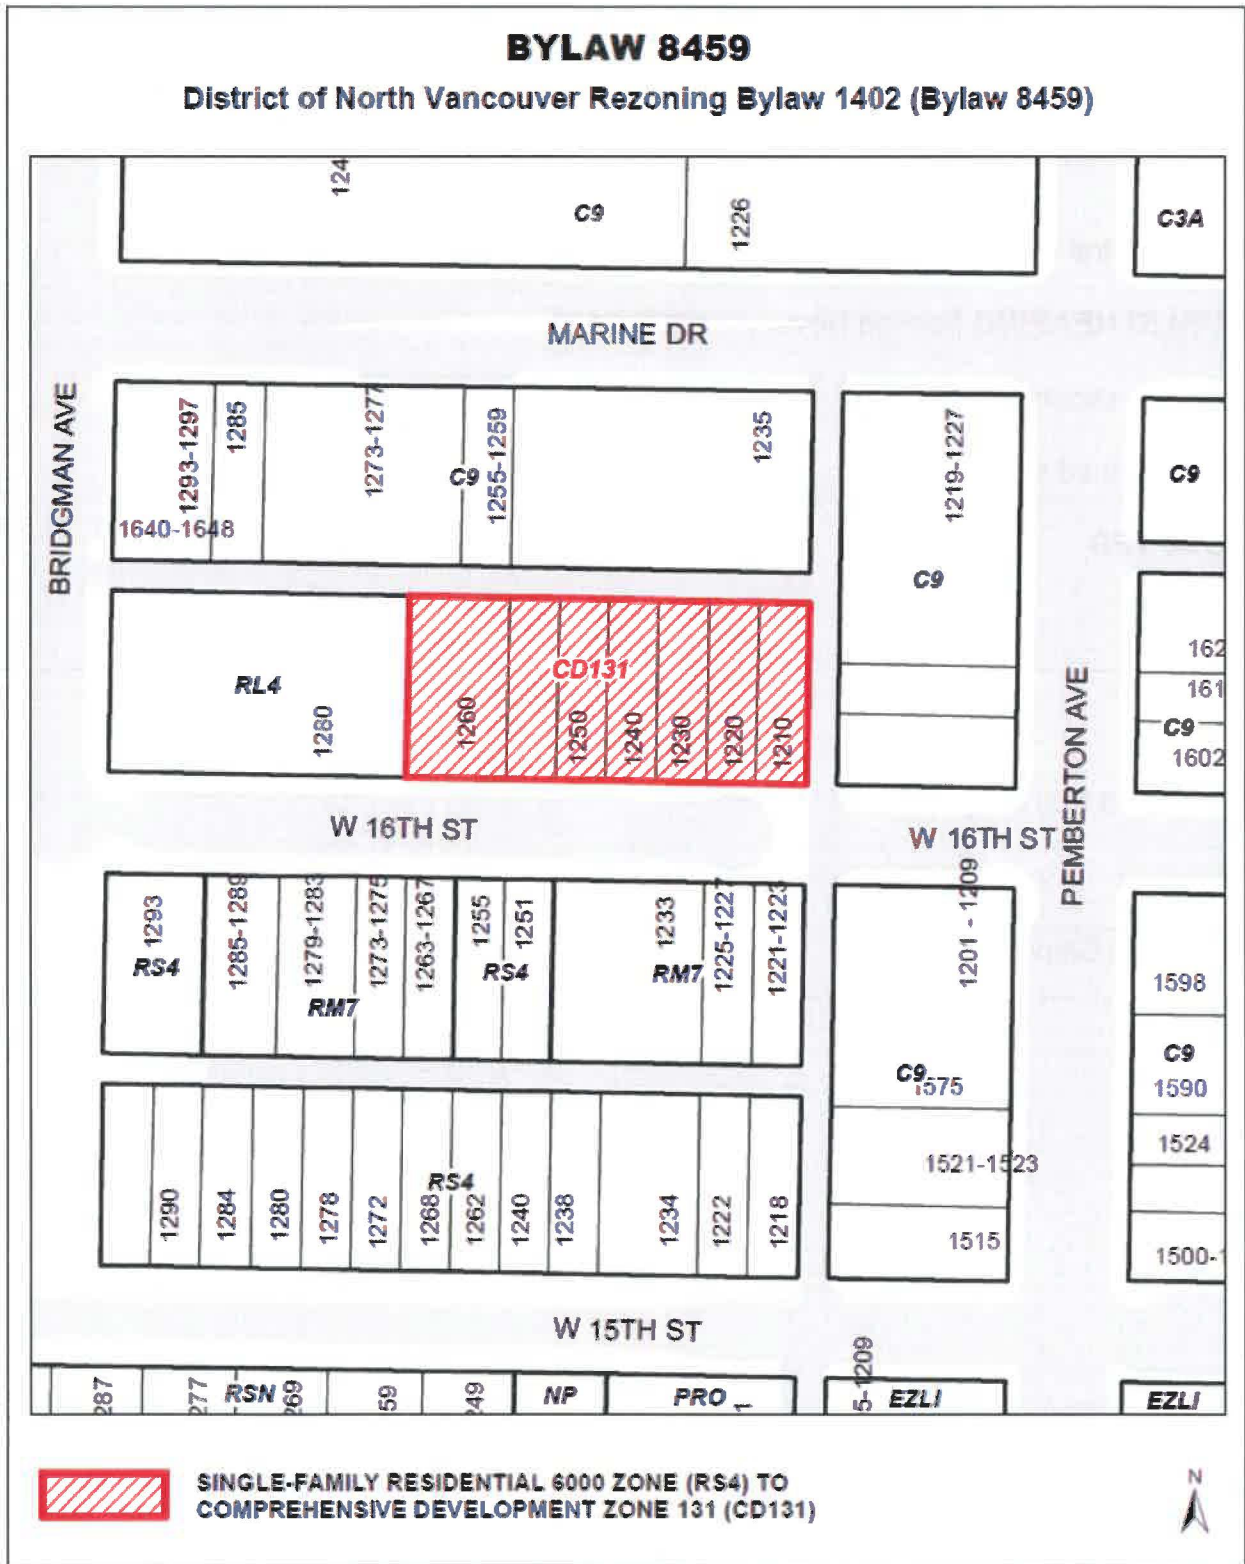 BYLAW 8459
District of North Vancouver Rezoning Bylaw 1402 (Bylaw 8459)
124
C9
1226
C3A
MARINE DR
BRIDGMAN AVE
1293-1297
1285
1273-1277
C9
1255-1259
1235
1640-1648
1219-1227
C9
C9
RL4
1280
CD131
1260
1250
1240
1230
1220
1210
162
161
C9
1602
PEMBERTON AVE
W 16TH ST
W 16TH ST
1293
RS4
1285-1289
1279-1283
RM7
1273-1275
1263-1267
1255
RS4
1251
1233
RM7
1225-1227
1221-1223
1201 - 1209
C9
1575
1598
C9
1590
1524
1521-1523
1515
1500-1
RS4
1290
1284
1280
1278
1272
1268
1262
1240
1238
1234
1222
1218
W 15TH ST
287
277
RSN
269
59
249
NP
PRO
1
5-1209
EZLI
EZLI
SINGLE-FAMILY RESIDENTIAL 6000 ZONE (RS4) TO
COMPREHENSIVE DEVELOPMENT ZONE 131 (CD131)
N